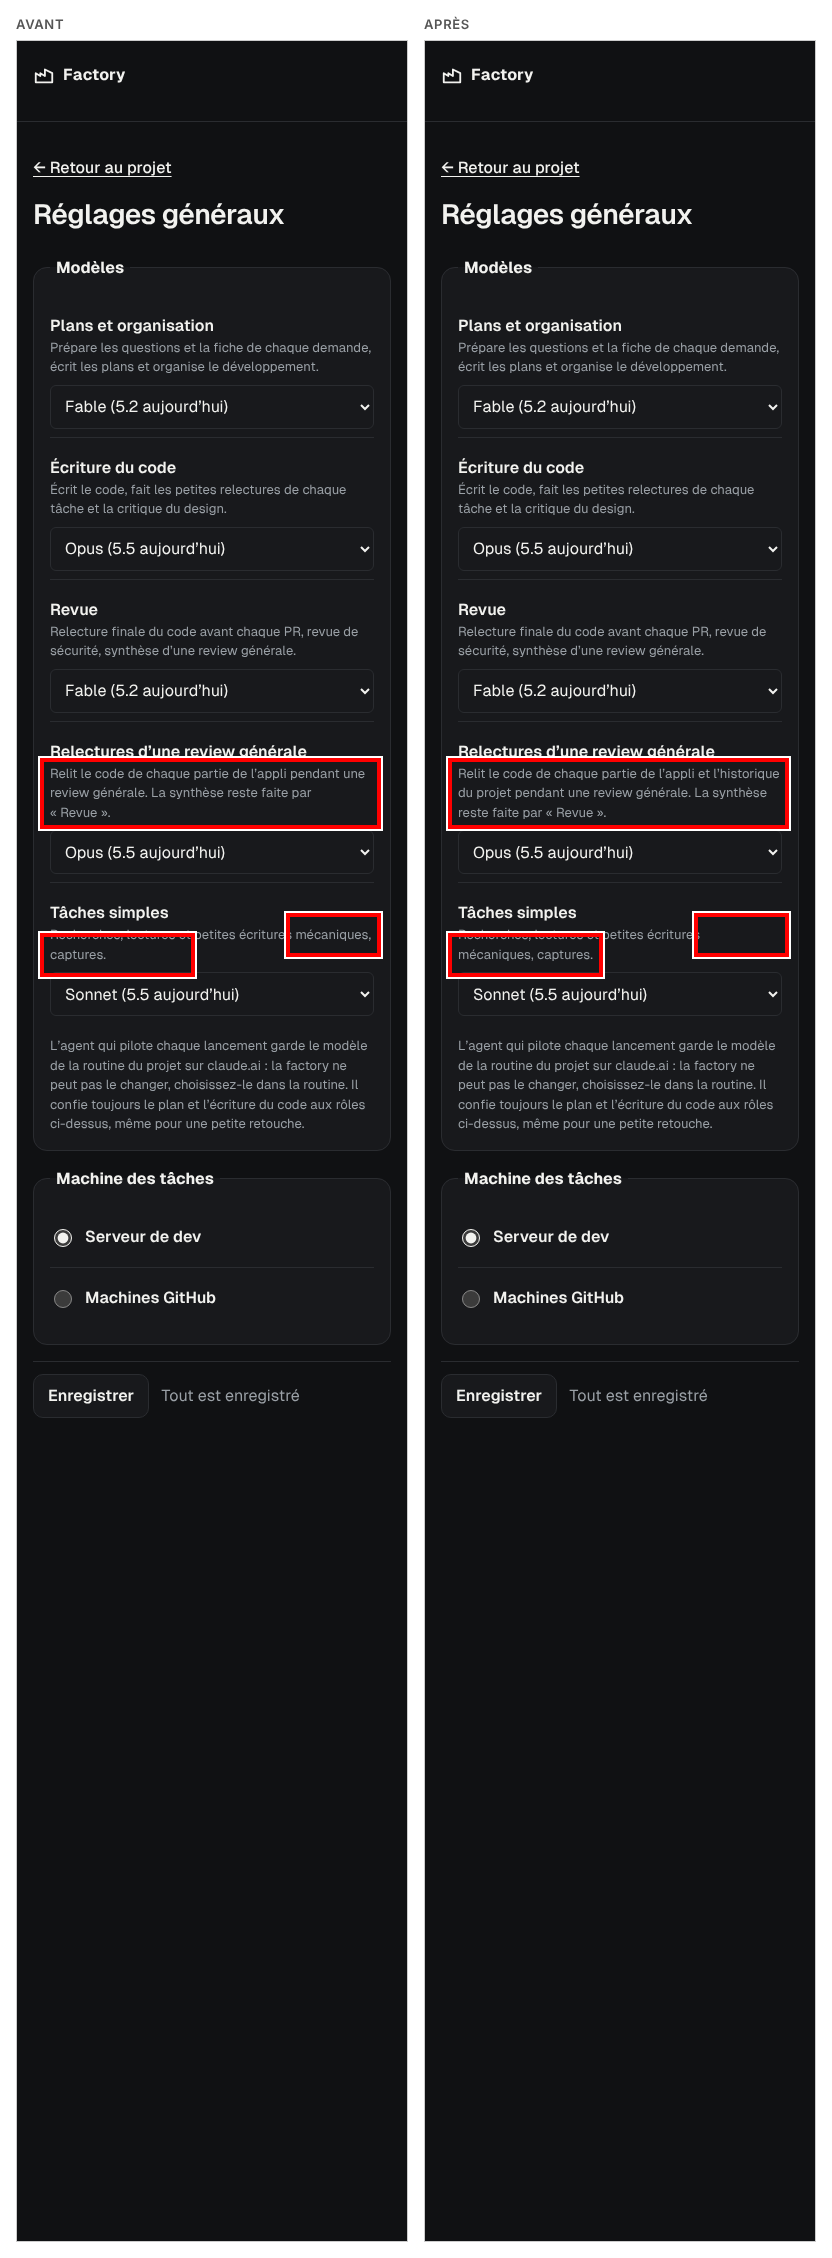 AVANT
Factory
← Retour au projet
Réglages généraux
Modèles
Plans et organisation
Prépare les questions et la fiche de chaque demande,
écrit les plans et organise le développement.
Fable (5.2 aujourd’hui)
Écriture du code
Écrit le code, fait les petites relectures de chaque
tâche et la critique du design.
Opus (5.5 aujourd’hui)
Revue
Relecture finale du code avant chaque PR, revue de
sécurité, synthèse d’une review générale.
Fable (5.2 aujourd’hui)
Relectures d’une review générale
Relit le code de chaque partie de l’appli pendant une
review générale. La synthèse reste faite par
« Revue ».
Opus (5.5 aujourd’hui)
Tâches simples
Recherches, lectures et petites écritures mécaniques,
captures.
Sonnet (5.5 aujourd’hui)
L’agent qui pilote chaque lancement garde le modèle
de la routine du projet sur claude.ai : la factory ne
peut pas le changer, choisissez-le dans la routine. Il
confie toujours le plan et l’écriture du code aux rôles
ci-dessus, même pour une petite retouche.
Machine des tâches
Serveur de dev
Machines GitHub
Enregistrer
Tout est enregistré
APRÈS
Factory
← Retour au projet
Réglages généraux
Modèles
Plans et organisation
Prépare les questions et la fiche de chaque demande,
écrit les plans et organise le développement.
Fable (5.2 aujourd’hui)
Écriture du code
Écrit le code, fait les petites relectures de chaque
tâche et la critique du design.
Opus (5.5 aujourd’hui)
Revue
Relecture finale du code avant chaque PR, revue de
sécurité, synthèse d’une review générale.
Fable (5.2 aujourd’hui)
Relectures d’une review générale
Relit le code de chaque partie de l’appli et l’historique
du projet pendant une review générale. La synthèse
reste faite par « Revue ».
Opus (5.5 aujourd’hui)
Tâches simples
Recherches, lectures et petites écritures
mécaniques, captures.
Sonnet (5.5 aujourd’hui)
L’agent qui pilote chaque lancement garde le modèle
de la routine du projet sur claude.ai : la factory ne
peut pas le changer, choisissez-le dans la routine. Il
confie toujours le plan et l’écriture du code aux rôles
ci-dessus, même pour une petite retouche.
Machine des tâches
Serveur de dev
Machines GitHub
Enregistrer
Tout est enregistré